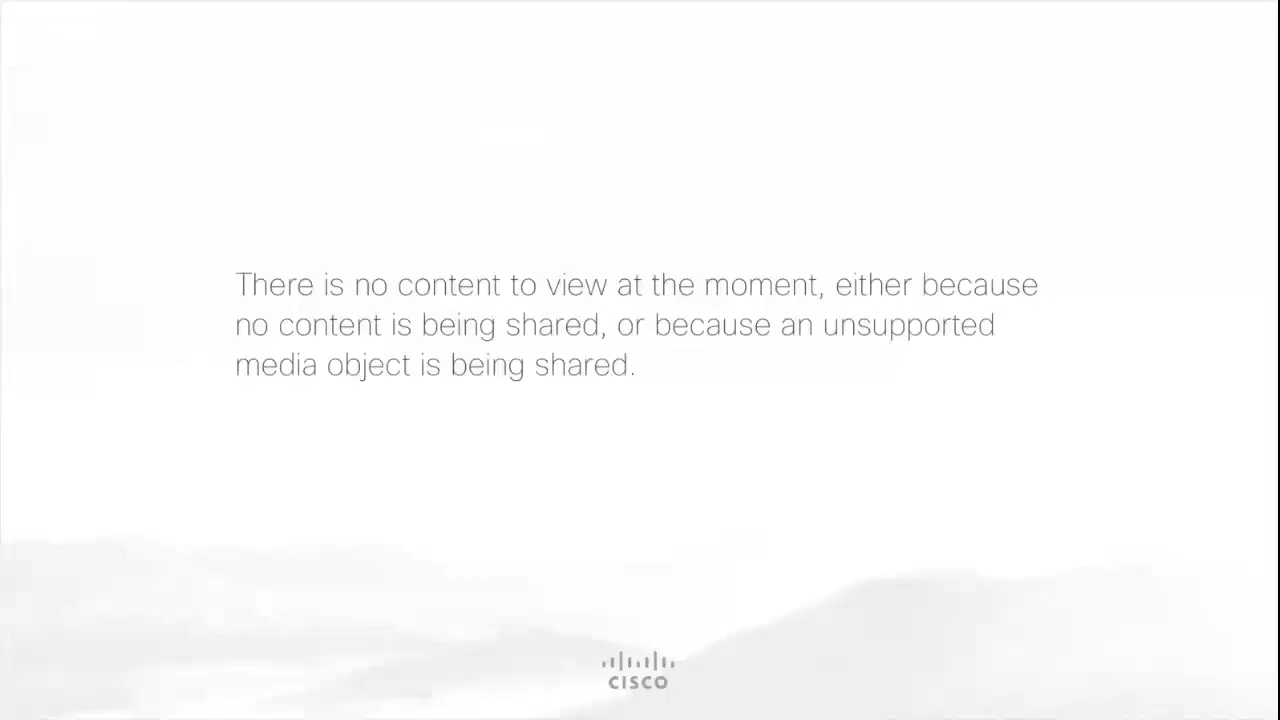 There is no content to view at the moment, either because
no content is being shared, or because an unsupported
media object is being shared.
CISCO